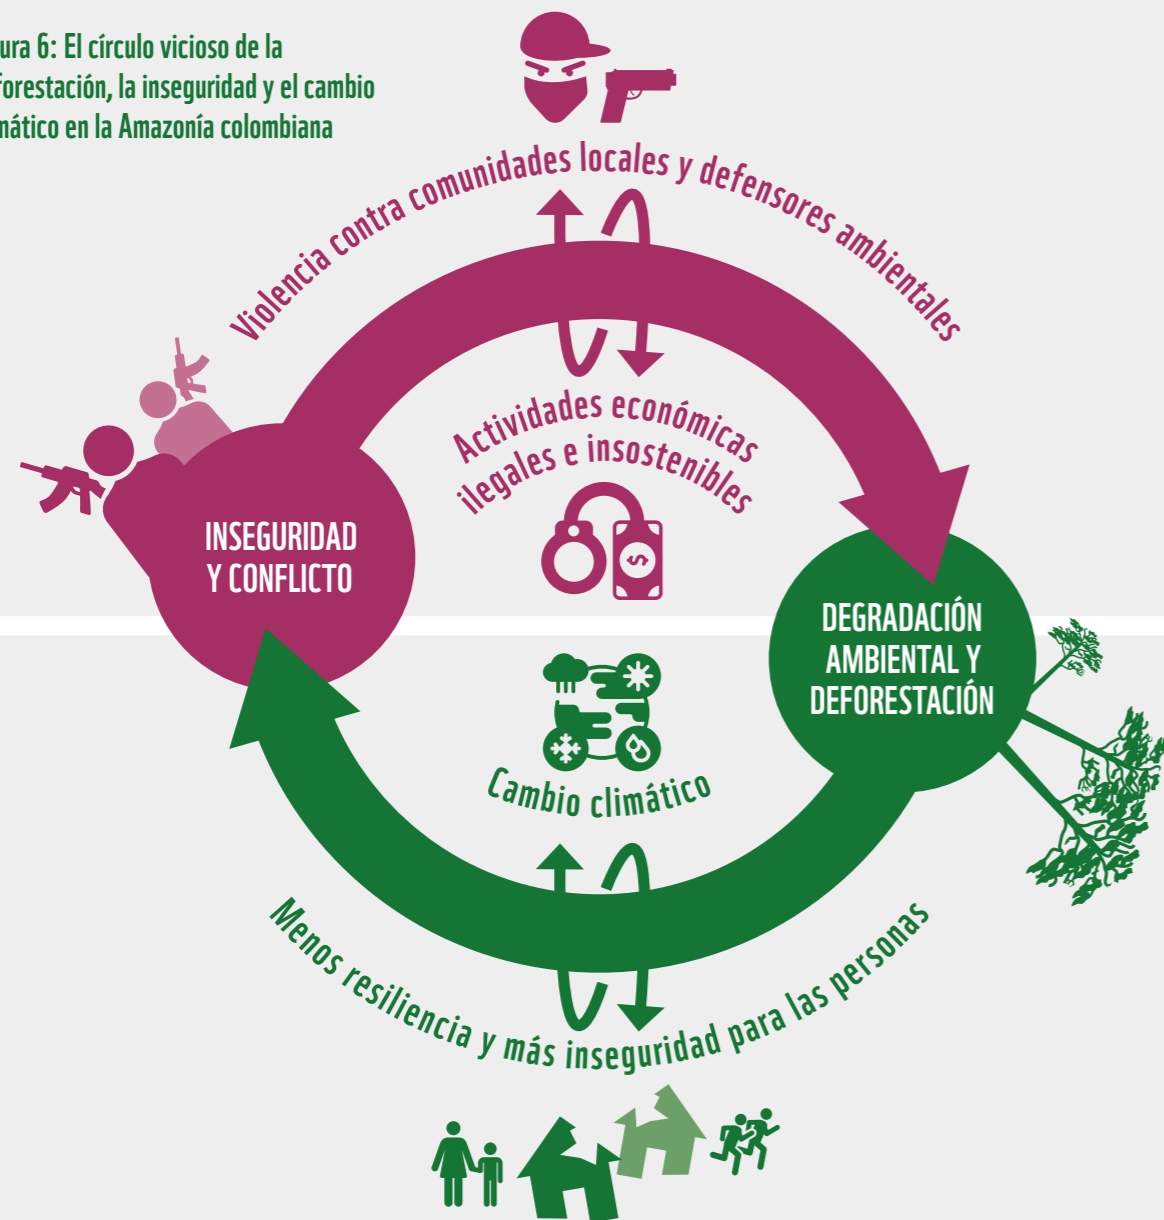 ura 6: El círculo vicioso de la
forestación, la inseguridad y el cambio
mático en la Amazonía colombiana
Violencia contra comunidades locales y defensores ambientales
Actividades económicas
ilegales e insostenibles
$
INSEGURIDAD
Y CONFLICTO
DEGRADACIÓN
AMBIENTAL Y
DEFORESTACIÓN
Cambio climático
Menos resiliencia y más inseguridad para las personas